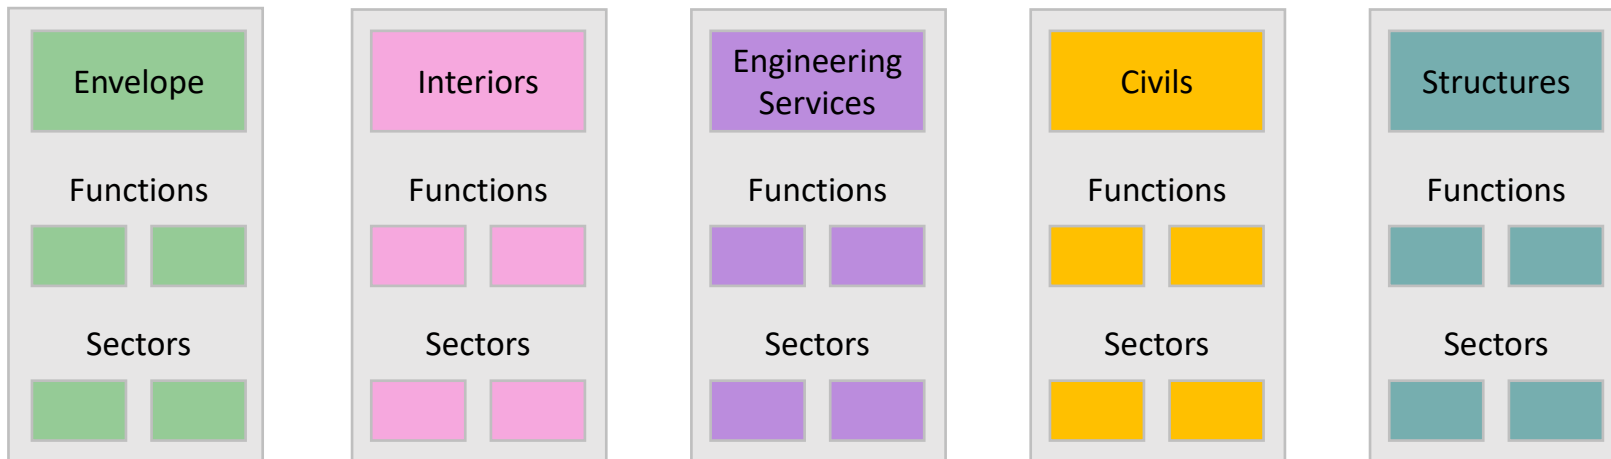 Envelope
Interiors
Engineering
Services
Civils
Structures
Functions
Functions
Functions
Functions
Functions
Sectors
Sectors
Sectors
Sectors
Sectors